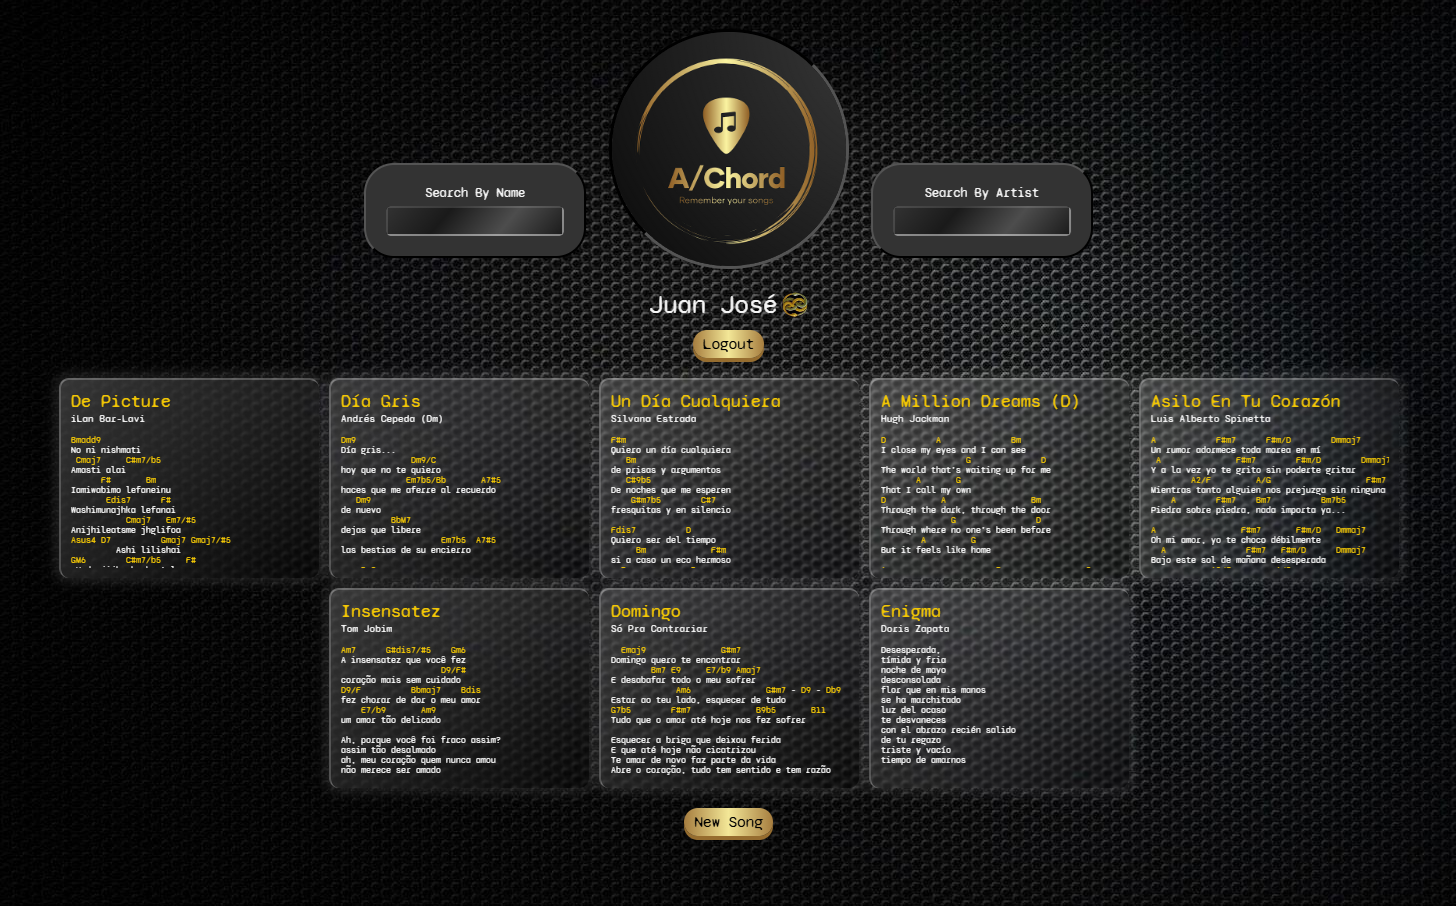 A/Chord
Remember your songs
Search By Name
Search By Artist
Juan José
Logout
De Picture
iLan Bar-Lavi
Bmadd9
No ni nishmati
Cmaj7 C#m7/b5
Amasti alai
F# Bm
Iamiwabimo lefaneinu
Edis7 F#
Washimunajhka lefanai
Cmaj7 Em7/#5
Anijhileatsme jhglifoa
Asus4 D7 Gmaj7 Gmaj7/#5
Ashi lilishai
GM6 C#m7/b5 F#
Día Gris
Andrés Cepeda (Dm)
Dm9
Día gris...
Dm9/C
hoy que no te quiero
Em7b5/Bb A7#5
haces que me aferre al recuerdo
Dm9
de nuevo
BbM7
dejas que libere
Em7b5 A7#5
las bestias de su encierro
Un Día Cualquiera
Silvana Estrada
F#m
Quiero un día cualquiera
Bm
de prisas y argumentos
C#9b5
De noches que me esperen
G#m7b5 C#7
fresquitas y en silencio
Fdis7 D
Quiero ser del tiempo
Bm F#m
si a caso un eco hermoso
A Million Dreams (D)
Hugh Jackman
D A Bm
I close my eyes and I can see
G D
The world that's waiting up for me
A G
That I call my own
D A Bm
Through the dark, through the door
G D
Through where no one's been before
A G
But it feels like home
Asilo En Tu Corazón
Luis Alberto Spinetta
A F#m7 F#m/D Dmmaj7
Un rumor adormece toda marea en mí
A F#m7 F#m/D Dmmaj7
Y a la vez yo te grito sin poderte gritar
A2/F A/G F#m7
Mientras tanto alguien nos prejuzga sin ninguna
A F#m7 Bm7 Bm7b5
Piedra sobre piedra, nada importa ya...
A F#m7 F#m/D Dmmaj7
Oh mi amor, yo te choco débilmente
A F#m7 F#m/D Dmmaj7
Bajo este sol de mañana desesperada
Insensatez
Tom Jobim
Am7 G#dis7/#5 Gm6
A insensatez que você fez
D9/F#
coração mais sem cuidado
D9/F Bbmaj7 Bdis
fez chorar de dor o meu amor
E7/b9 Am9
um amor tão delicado
Ah, porque você foi fraco assim?
assim tão desalmado
ah, meu coração quem nunca amou
não merece ser amado
Domingo
Só Pra Contrariar
Emaj9 G#m7
Domingo quero te encontrar
Bm7 E9 E7/b9 Amaj7
E desabafar todo o meu sofrer
Am6 G#m7 - D9 - Db9
Estar ao teu lado, esquecer de tudo
G7b5 F#m7 B9b5 B11
Tudo que o amor até hoje nos fez sofrer
Esquecer a briga que deixou ferida
E que até hoje não cicatrizou
Te amar de novo faz parte da vida
Abre o coração, tudo tem sentido e tem razão
Enigma
Doris Zapata
Desesperada,
tímida y fria
noche de mayo
desconsolada
flor que en mis manos
se ha marchitado
luz del ocaso
te desvaneces
con el abrazo recién salido
de tu regazo
triste y vacío
tiempo de amarnos
New Song